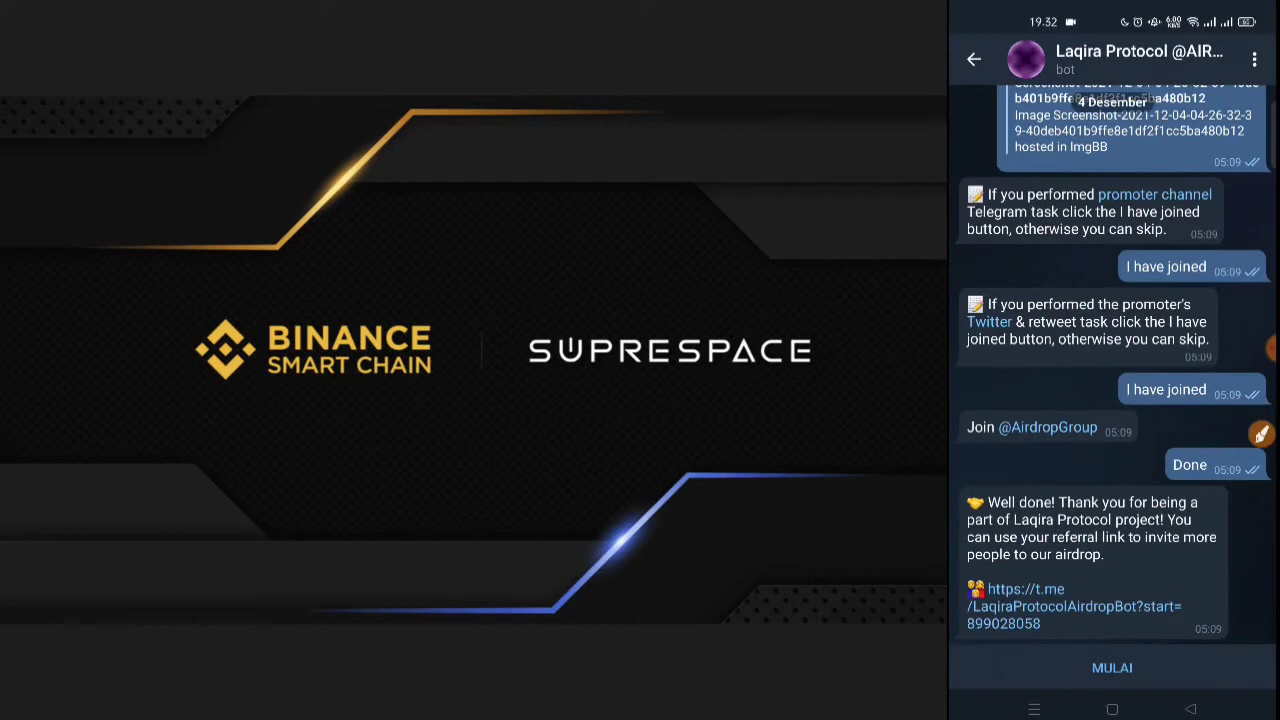 BINANCE
SMART CHAIN
SUPRESPACE
19.32
6.00
KB/S
Laqira Protocol @AIR...
bot
4 Desember
Image Screenshot-2021-12-04-04-26-32-3
9-40deb401b9ffe8e1df2f1cc5ba480b12
hosted in ImgBB
05:09
If you performed promoter channel
Telegram task click the I have joined
button, otherwise you can skip.
05:09
I have joined
05:09
If you performed the promoter's
Twitter & retweet task click the I have
joined button, otherwise you can skip.
05:09
I have joined
05:09
Join @AirdropGroup
05:09
Done
05:09
Well done! Thank you for being a
part of Laqira Protocol project! You
can use your referral link to invite more
people to our airdrop.
https://t.me
/LaqiraProtocolAirdropBot?start=
899028058
05:09
MULAI